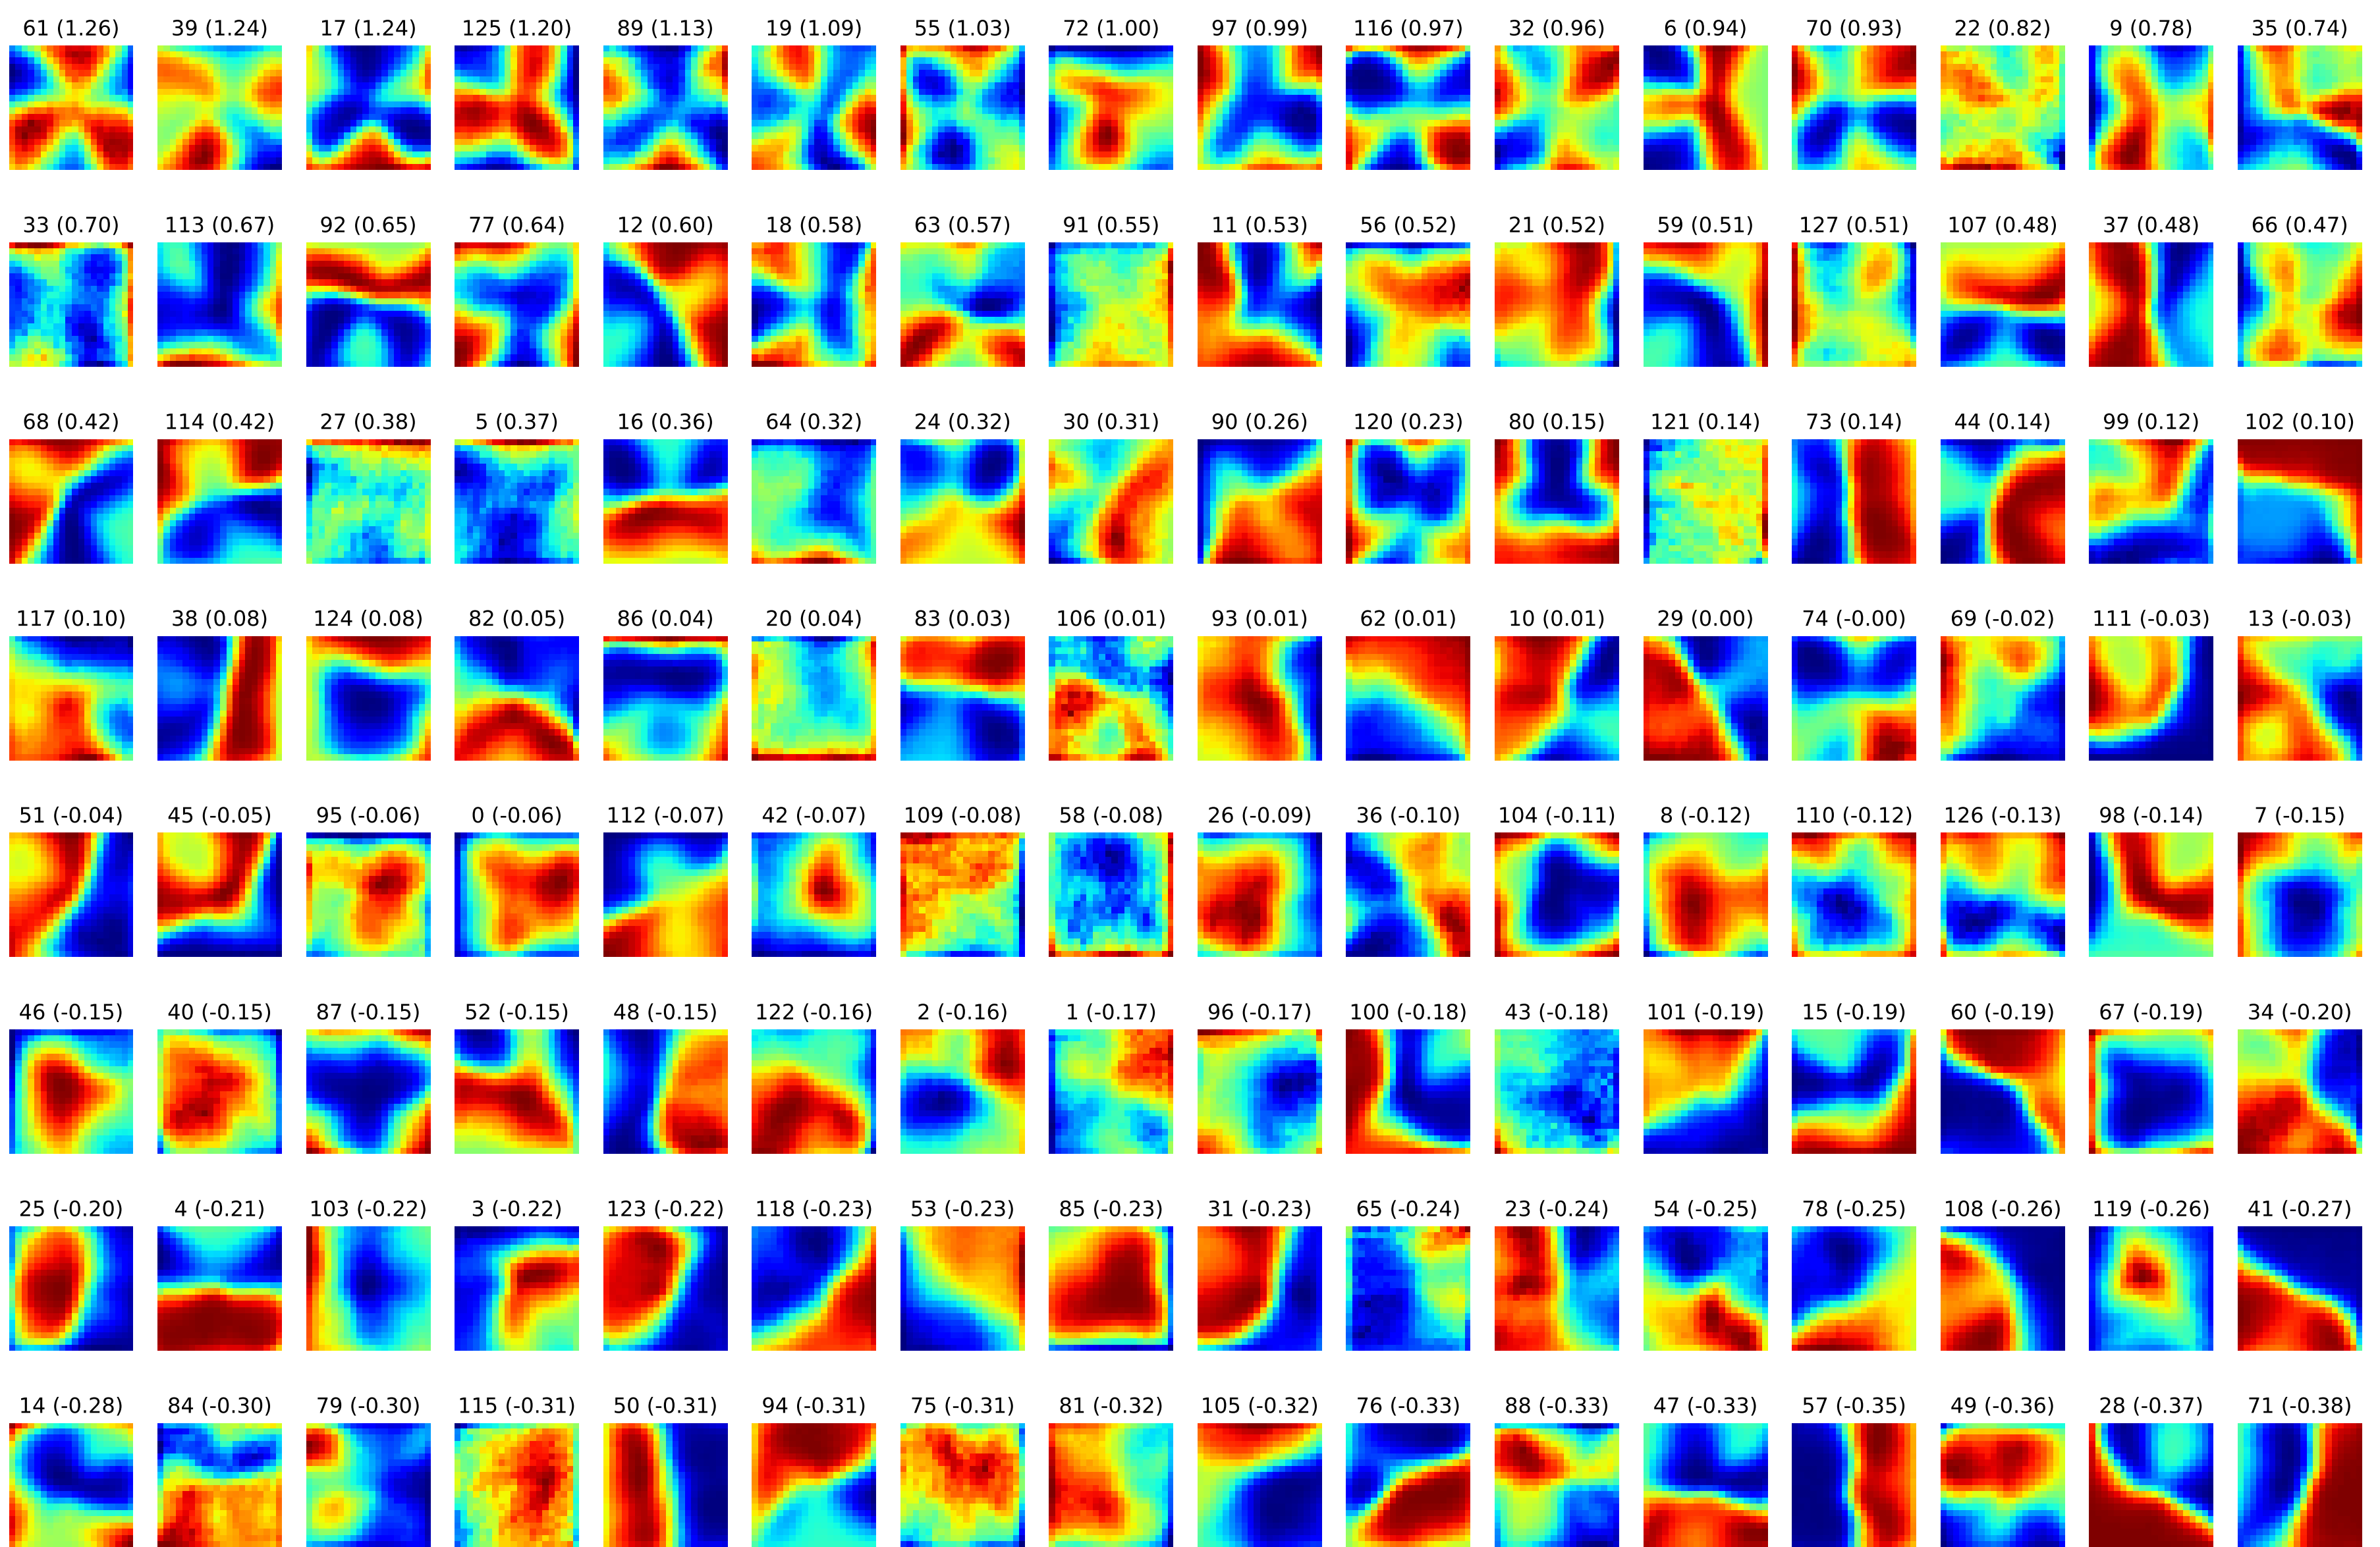 61 (1.26) 39 (1.24) 17 (1.24) 125 (1.20) 89 (1.13) 19 (1.09) 55 (1.03) 72 (1.00) 97 (0.99) 116 (0.97) 32 (0.96) 6 (0.94) 70 (0.93) 22 (0.82) 9 (0.78) 35 (0.74)
33 (0.70) 113 (0.67) 92 (0.65) 77 (0.64) 12 (0.60) 18 (0.58) 63 (0.57) 91 (0.55) 11 (0.53) 56 (0.52) 21 (0.52) 59 (0.51) 127 (0.51) 107 (0.48) 37 (0.48) 66 (0.47)
68 (0.42) 114 (0.42) 27 (0.38) 5 (0.37) 16 (0.36) 64 (0.32) 24 (0.32) 30 (0.31) 90 (0.26) 120 (0.23) 80 (0.15) 121 (0.14) 73 (0.14) 44 (0.14) 99 (0.12) 102 (0.10)
117 (0.10) 38 (0.08) 124 (0.08) 82 (0.05) 86 (0.04) 20 (0.04) 83 (0.03) 106 (0.01) 93 (0.01) 62 (0.01) 10 (0.01) 29 (0.00) 74 (-0.00) 69 (-0.02) 111 (-0.03) 13 (-0.03)
51 (-0.04) 45 (-0.05) 95 (-0.06) 0 (-0.06) 112 (-0.07) 42 (-0.07) 109 (-0.08) 58 (-0.08) 26 (-0.09) 36 (-0.10) 104 (-0.11) 8 (-0.12) 110 (-0.12) 126 (-0.13) 98 (-0.14) 7 (-0.15)
46 (-0.15) 40 (-0.15) 87 (-0.15) 52 (-0.15) 48 (-0.15) 122 (-0.16) 2 (-0.16) 1 (-0.17) 96 (-0.17) 100 (-0.18) 43 (-0.18) 101 (-0.19) 15 (-0.19) 60 (-0.19) 67 (-0.19) 34 (-0.20)
25 (-0.20) 4 (-0.21) 103 (-0.22) 3 (-0.22) 123 (-0.22) 118 (-0.23) 53 (-0.23) 85 (-0.23) 31 (-0.23) 65 (-0.24) 23 (-0.24) 54 (-0.25) 78 (-0.25) 108 (-0.26) 119 (-0.26) 41 (-0.27)
14 (-0.28) 84 (-0.30) 79 (-0.30) 115 (-0.31) 50 (-0.31) 94 (-0.31) 75 (-0.31) 81 (-0.32) 105 (-0.32) 76 (-0.33) 88 (-0.33) 47 (-0.33) 57 (-0.35) 49 (-0.36) 28 (-0.37) 71 (-0.38)